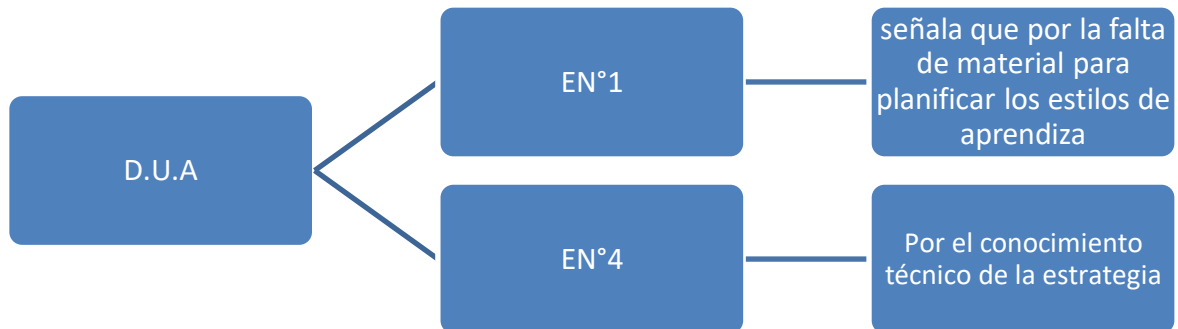 D.U.A
EN°1
señala que por la falta
de material para
planificar los estilos de
aprendiza
EN°4
Por el conocimiento
técnico de la estrategia